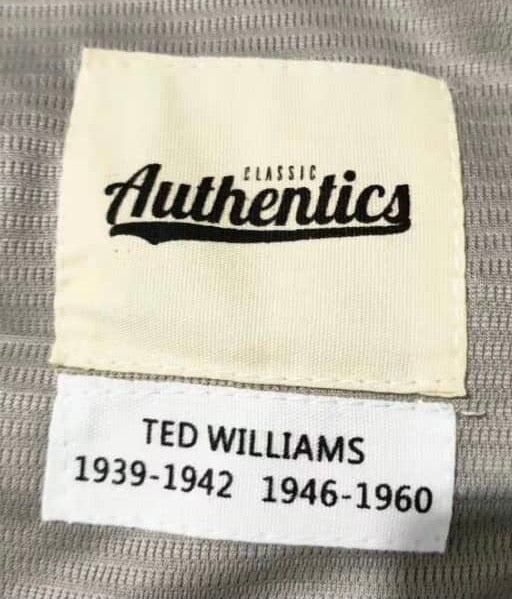 CLASSIC
Authentics
TED WILLIAMS
1939-1942 1946-1960